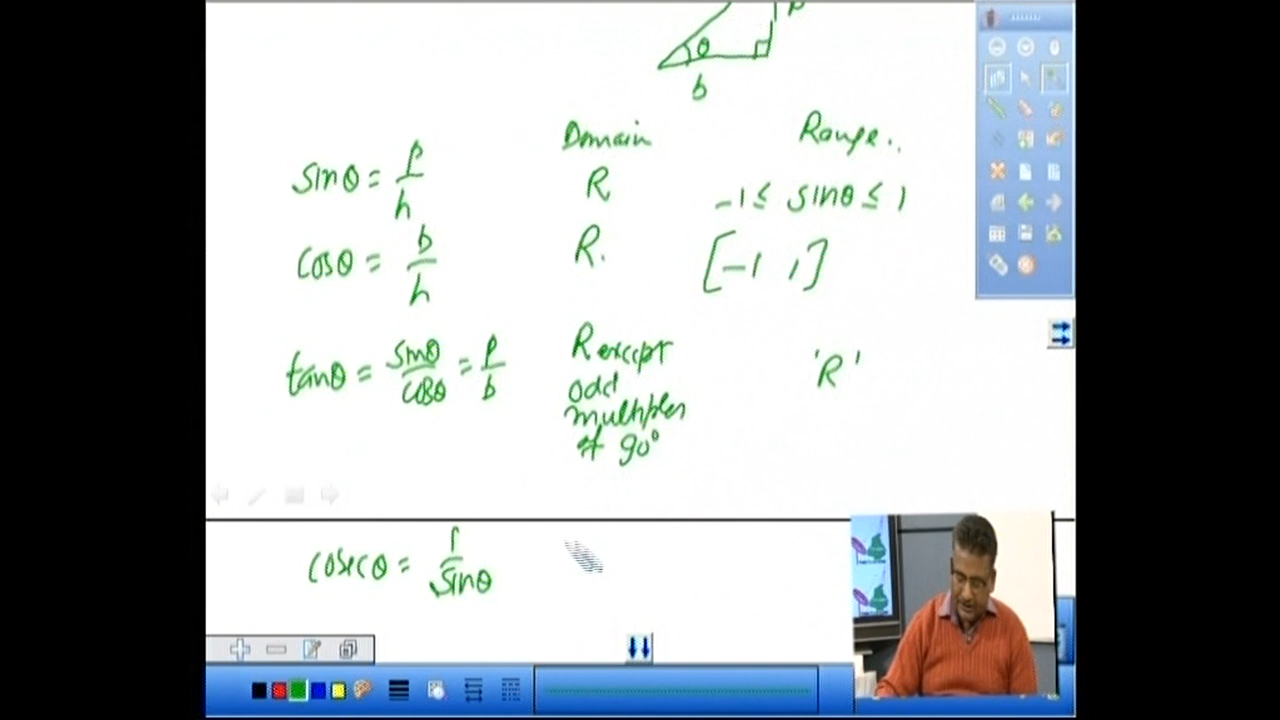 p
θ
b
Domain Range..
sinθ = p/h R -1 ≤ sinθ ≤ 1
cosθ = b/h R. [-1, 1]
tanθ = sinθ/cosθ = p/b R except odd multiples of 90° 'R'
cosecθ = 1/sinθ